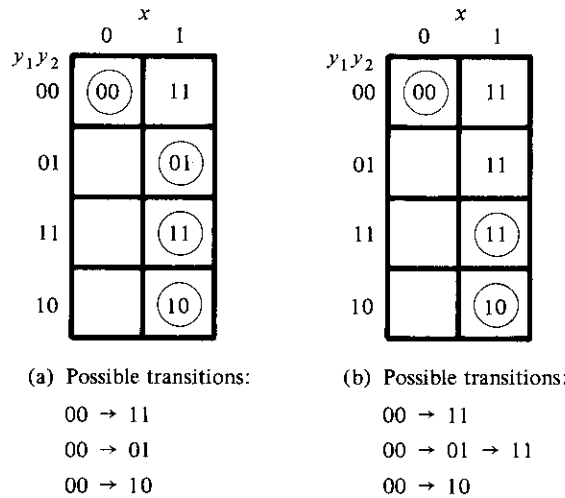 x x
0 1 0 1
y₁y₂ y₁y₂
00 00 11 00 00 11
01 01 01 11
11 11 11 11
10 10 10 10
(a) Possible transitions: (b) Possible transitions:
00 → 11 00 → 11
00 → 01 00 → 01 → 11
00 → 10 00 → 10